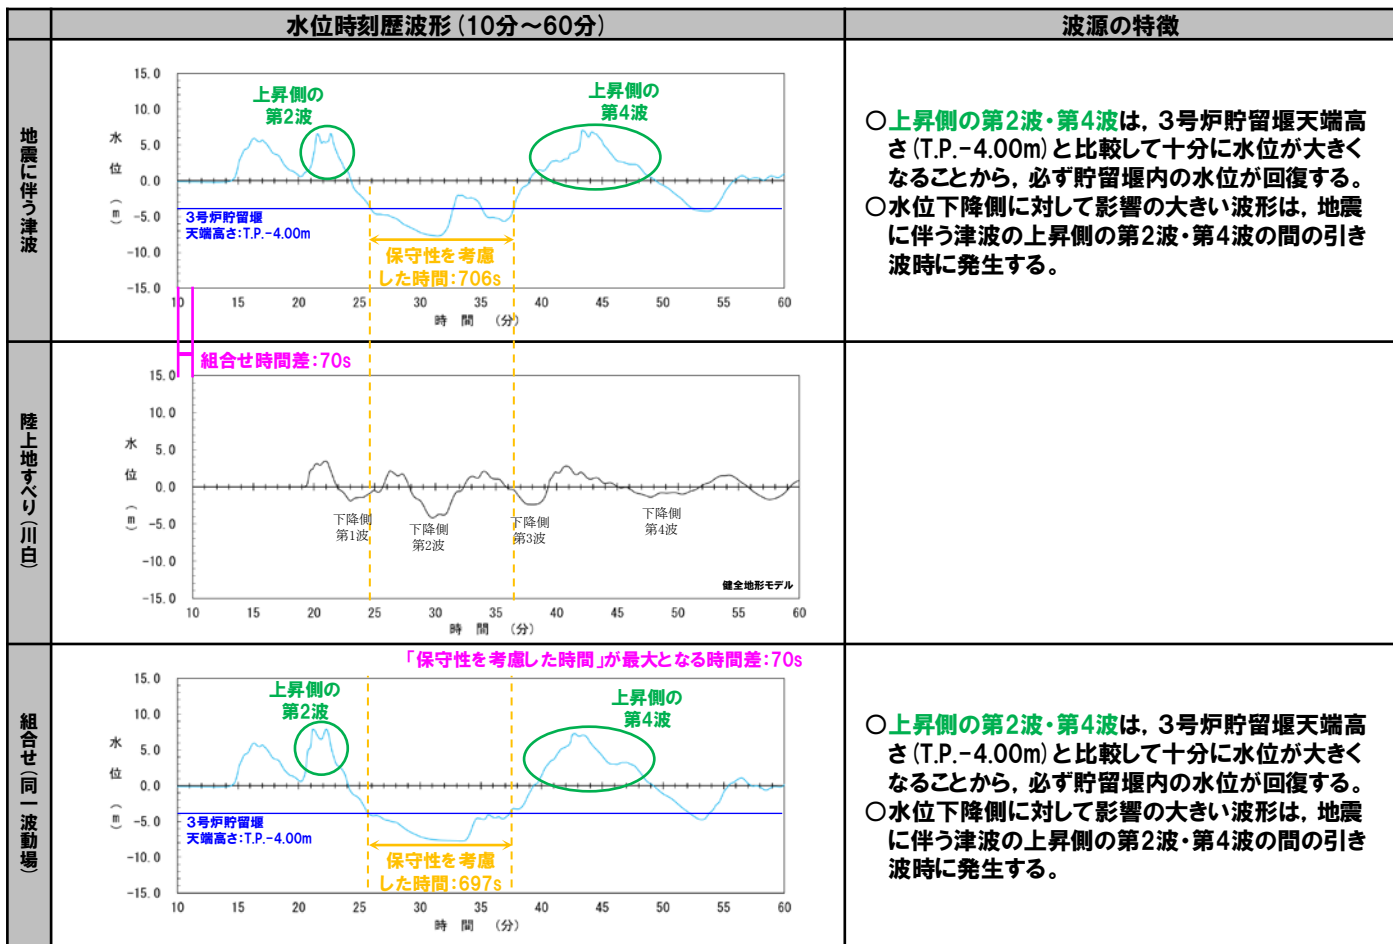 水位時刻歴波形(10分～60分)
波源の特徴
地震に伴う津波
15.0
10.0
5.0
0.0
-5.0
-10.0
-15.0
水位(m)
上昇側の
第2波
上昇側の
第4波
3号炉貯留堰
天端高さ:T.P.-4.00m
保守性を考慮
した時間:706s
10 15 20 25 30 35 40 45 50 55 60
時 間 (分)
○上昇側の第2波・第4波は,3号炉貯留堰天端高
さ(T.P.-4.00m)と比較して十分に水位が大きく
なることから,必ず貯留堰内の水位が回復する。
○水位下降側に対して影響の大きい波形は,地震
に伴う津波の上昇側の第2波・第4波の間の引き
波時に発生する。
組合せ時間差:70s
陸上地すべり(川白)
15.0
10.0
5.0
0.0
-5.0
-10.0
-15.0
水位(m)
下降側
第1波
下降側
第2波
下降側
第3波
下降側
第4波
健全地形モデル
10 15 20 25 30 35 40 45 50 55 60
時 間 (分)
組合せ(同一波動場)
「保守性を考慮した時間」が最大となる時間差:70s
15.0
10.0
5.0
0.0
-5.0
-10.0
-15.0
水位(m)
上昇側の
第2波
上昇側の
第4波
3号炉貯留堰
天端高さ:T.P.-4.00m
保守性を考慮
した時間:697s
10 15 20 25 30 35 40 45 50 55 60
時 間 (分)
○上昇側の第2波・第4波は,3号炉貯留堰天端高
さ(T.P.-4.00m)と比較して十分に水位が大きく
なることから,必ず貯留堰内の水位が回復する。
○水位下降側に対して影響の大きい波形は,地震
に伴う津波の上昇側の第2波・第4波の間の引き
波時に発生する。